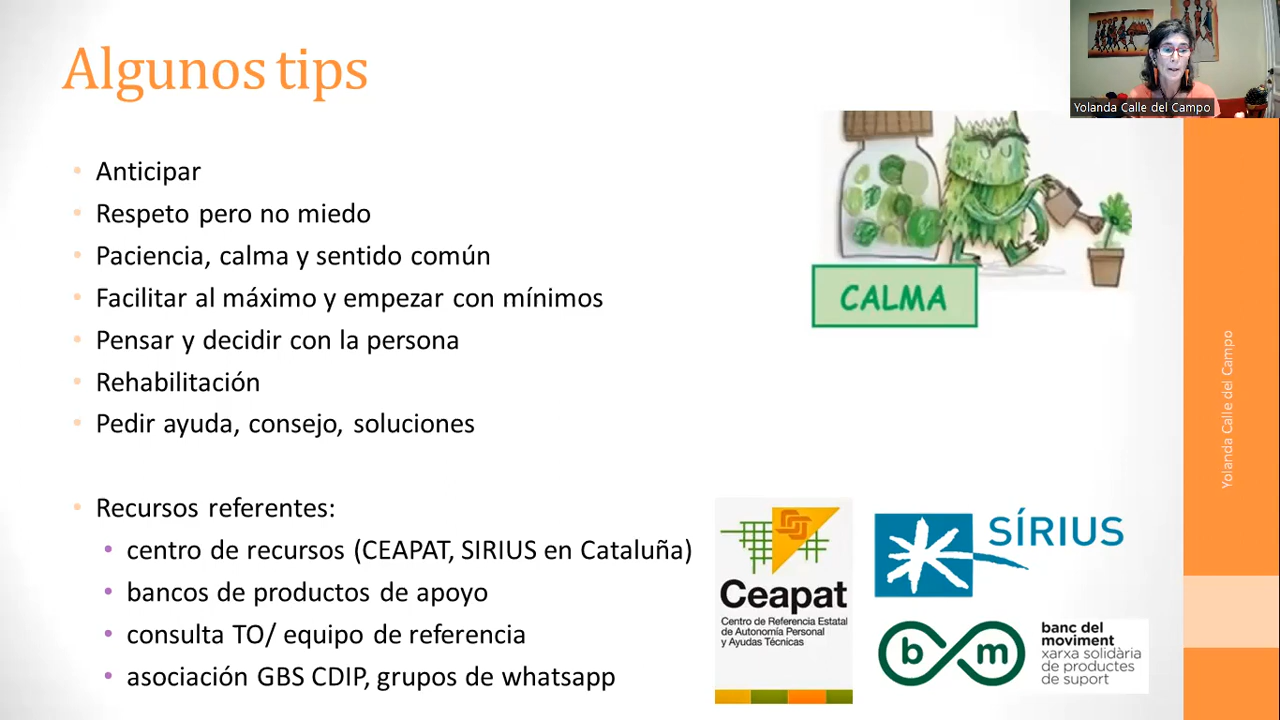 Algunos tips
Yolanda Calle del Campo
• Anticipar
• Respeto pero no miedo
• Paciencia, calma y sentido común
• Facilitar al máximo y empezar con mínimos
• Pensar y decidir con la persona
• Rehabilitación
• Pedir ayuda, consejo, soluciones
CALMA
Yolanda Calle del Campo
• Recursos referentes:
• centro de recursos (CEAPAT, SIRIUS en Cataluña)
• bancos de productos de apoyo
• consulta TO/ equipo de referencia
• asociación GBS CDIP, grupos de whatsapp
Ceapat
Centro de Referencia Estatal
de Autonomía Personal
y Ayudas Técnicas
SÍRIUS
b m
banc del
moviment
xarxa solidària
de productes
de suport